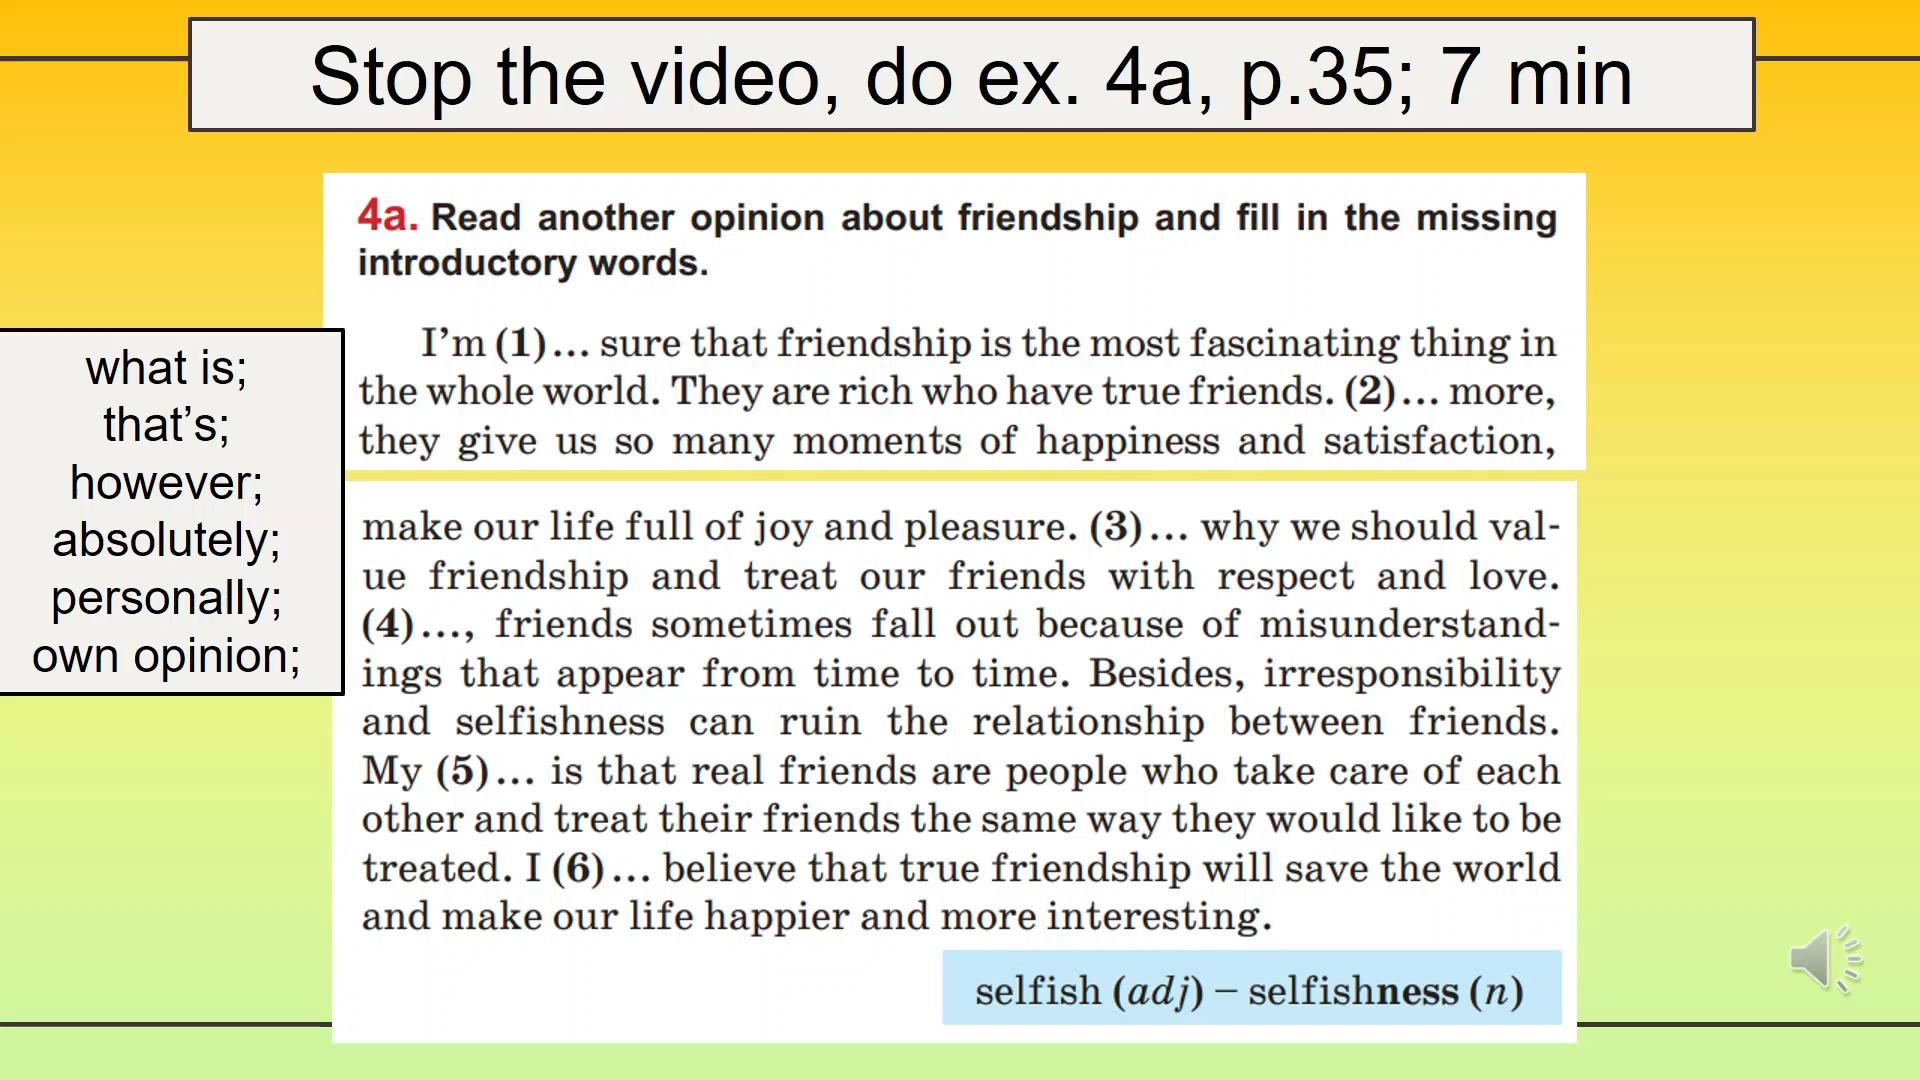 Stop the video, do ex. 4a, p.35; 7 min
4a. Read another opinion about friendship and fill in the missing
introductory words.
what is;
that’s;
however;
absolutely;
personally;
own opinion;
I’m (1)... sure that friendship is the most fascinating thing in
the whole world. They are rich who have true friends. (2)... more,
they give us so many moments of happiness and satisfaction,
make our life full of joy and pleasure. (3)... why we should val-
ue friendship and treat our friends with respect and love.
(4)..., friends sometimes fall out because of misunderstand-
ings that appear from time to time. Besides, irresponsibility
and selfishness can ruin the relationship between friends.
My (5)... is that real friends are people who take care of each
other and treat their friends the same way they would like to be
treated. I (6)... believe that true friendship will save the world
and make our life happier and more interesting.
selfish (adj) – selfishness (n)